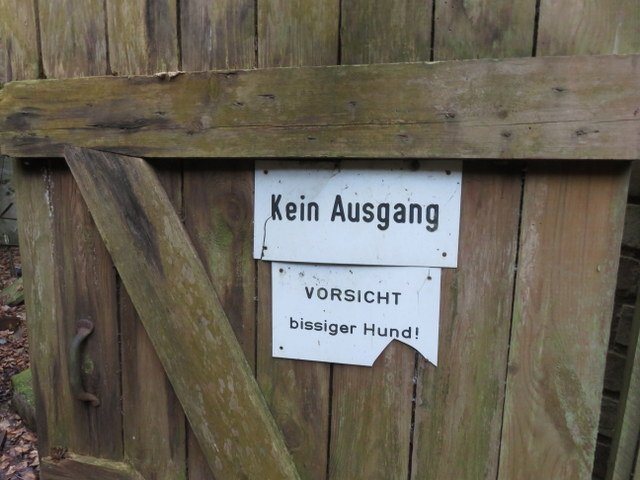 Kein Ausgang
VORSICHT
bissiger Hund!